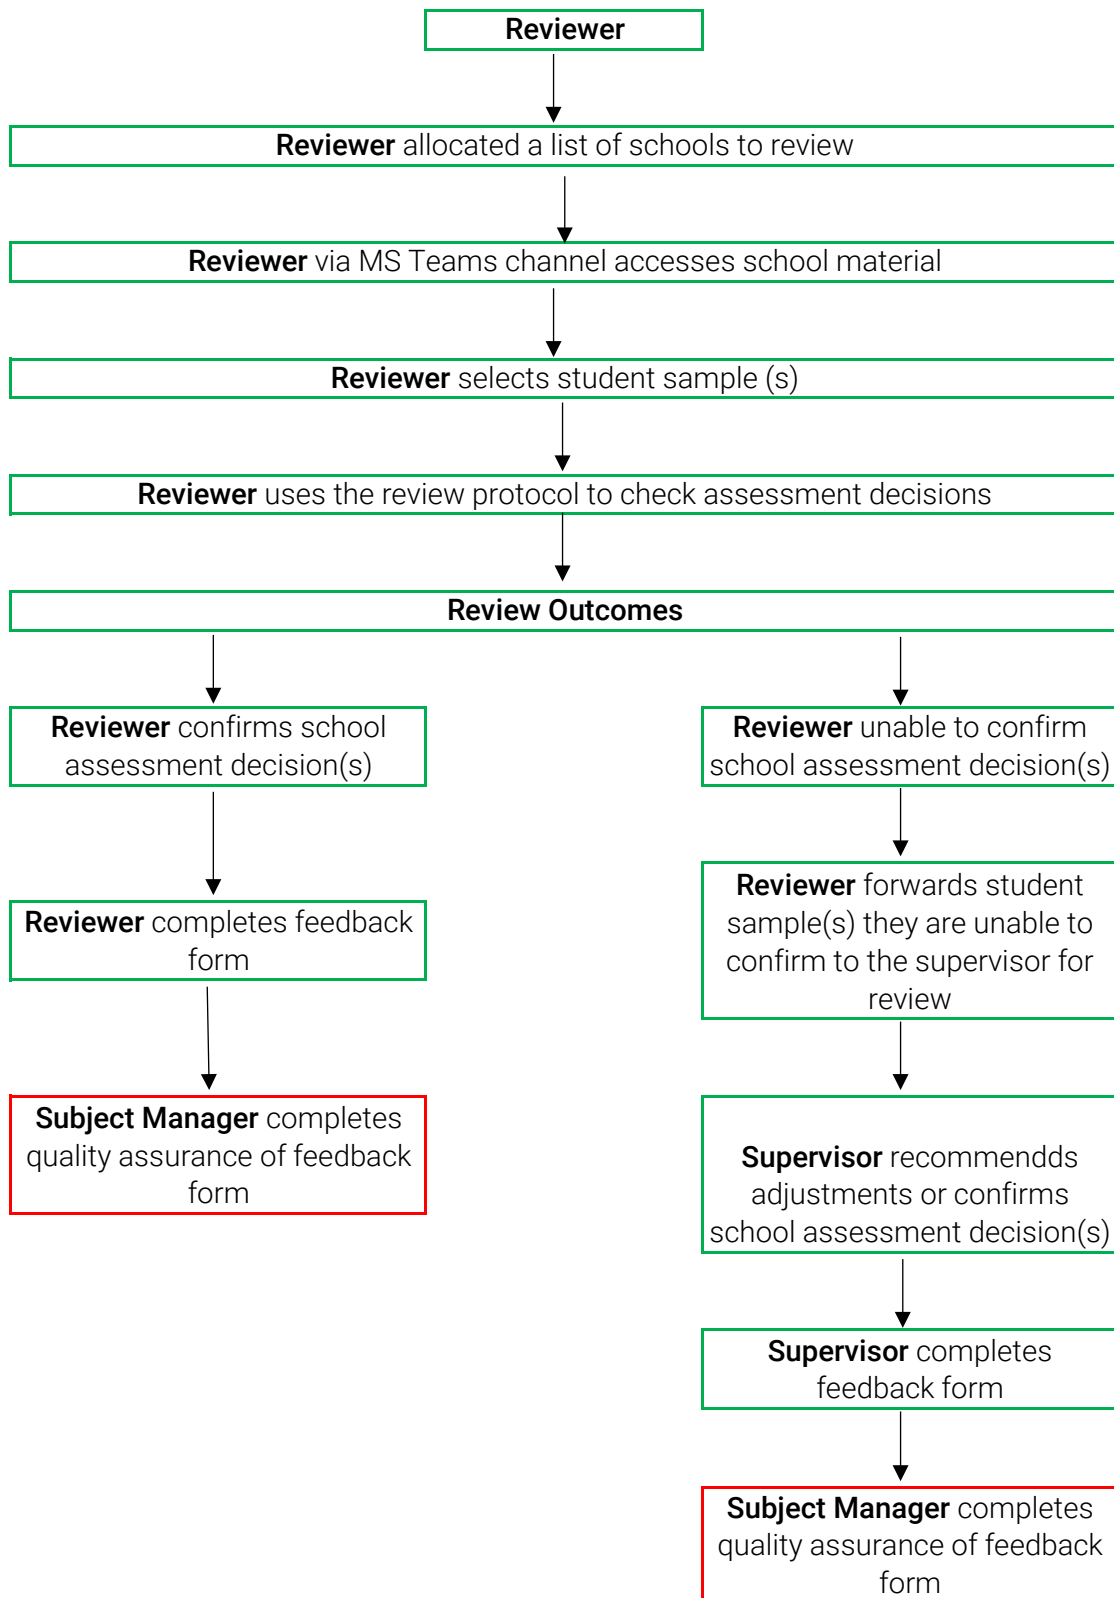 Reviewer
Reviewer allocated a list of schools to review
Reviewer via MS Teams channel accesses school material
Reviewer selects student sample (s)
Reviewer uses the review protocol to check assessment decisions
Review Outcomes
Reviewer confirms school
assessment decision(s)
Reviewer completes feedback
form
Subject Manager completes
quality assurance of feedback
form
Reviewer unable to confirm
school assessment decision(s)
Reviewer forwards student
sample(s) they are unable to
confirm to the supervisor for
review
Supervisor recommendds
adjustments or confirms
school assessment decision(s)
Supervisor completes
feedback form
Subject Manager completes
quality assurance of feedback
form